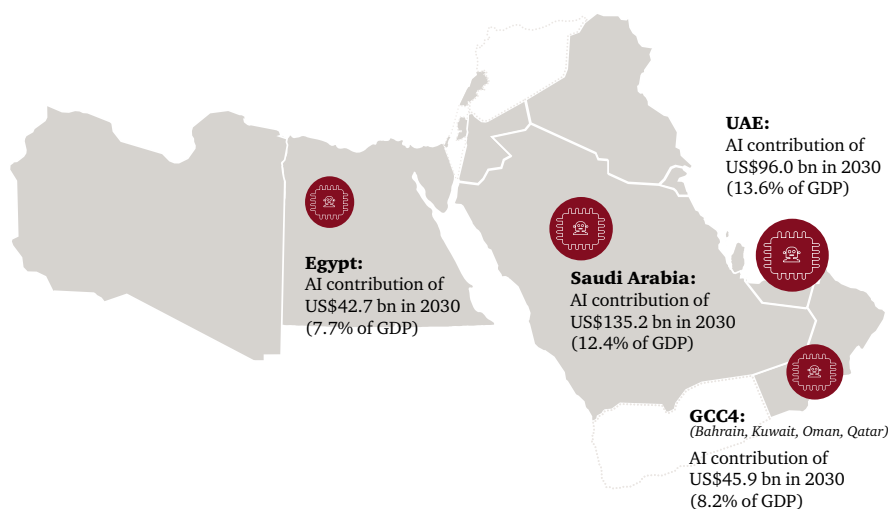 UAE:
AI contribution of
US$96.0 bn in 2030
(13.6% of GDP)
Egypt:
AI contribution of
US$42.7 bn in 2030
(7.7% of GDP)
Saudi Arabia:
AI contribution of
US$135.2 bn in 2030
(12.4% of GDP)
GCC4:
(Bahrain, Kuwait, Oman, Qatar)
AI contribution of
US$45.9 bn in 2030
(8.2% of GDP)